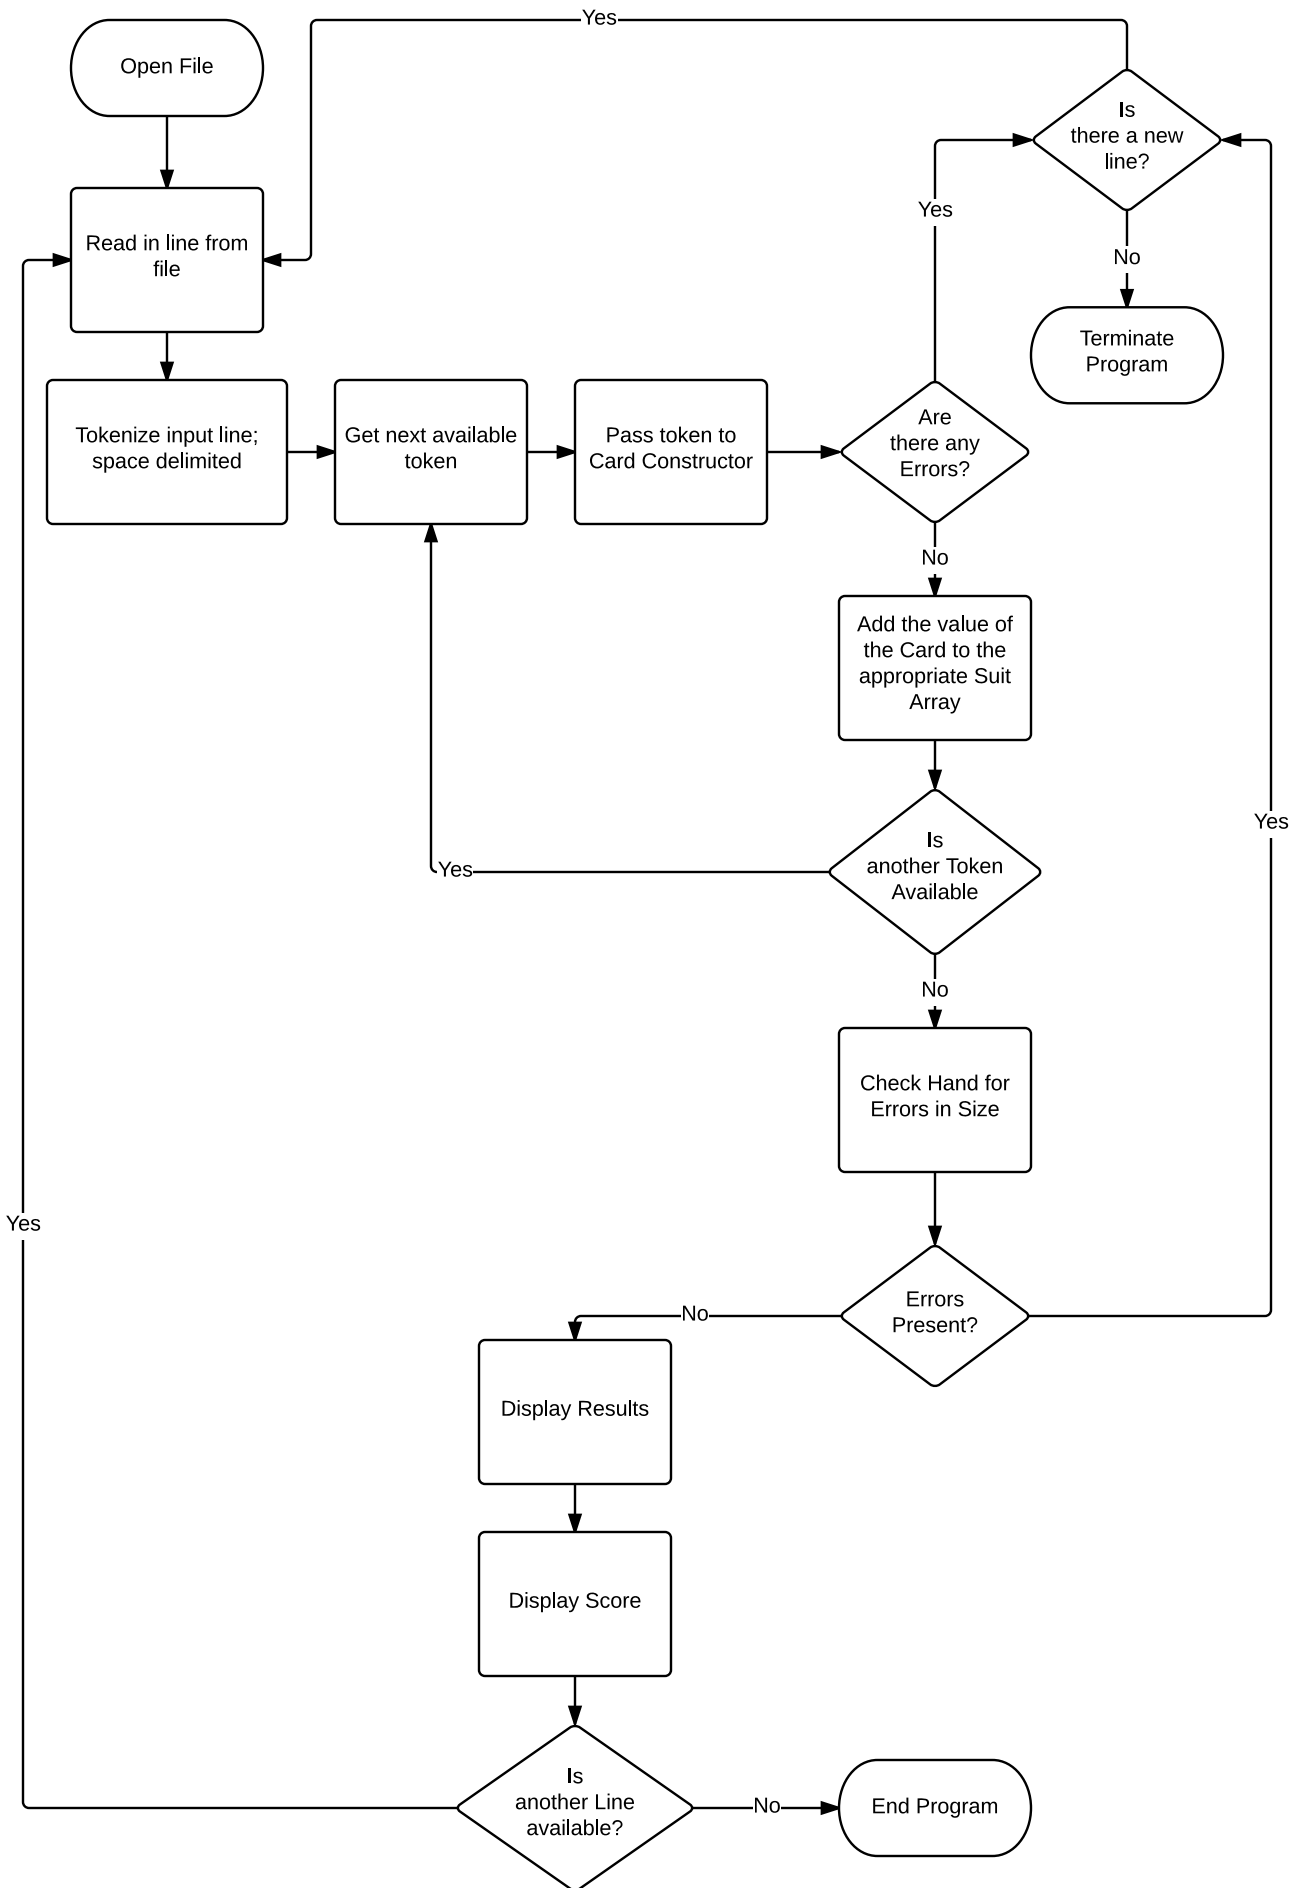 Yes
Open File
Is
there a new
line?
Yes
Read in line from
file
No
Terminate
Program
Tokenize input line;
space delimited
Get next available
token
Pass token to
Card Constructor
Are
there any
Errors?
No
Add the value of
the Card to the
appropriate Suit
Array
Yes
Is
another Token
Available
Yes
No
Check Hand for
Errors in Size
Yes
Errors
Present?
No
Display Results
Display Score
Is
another Line
available?
No
End Program